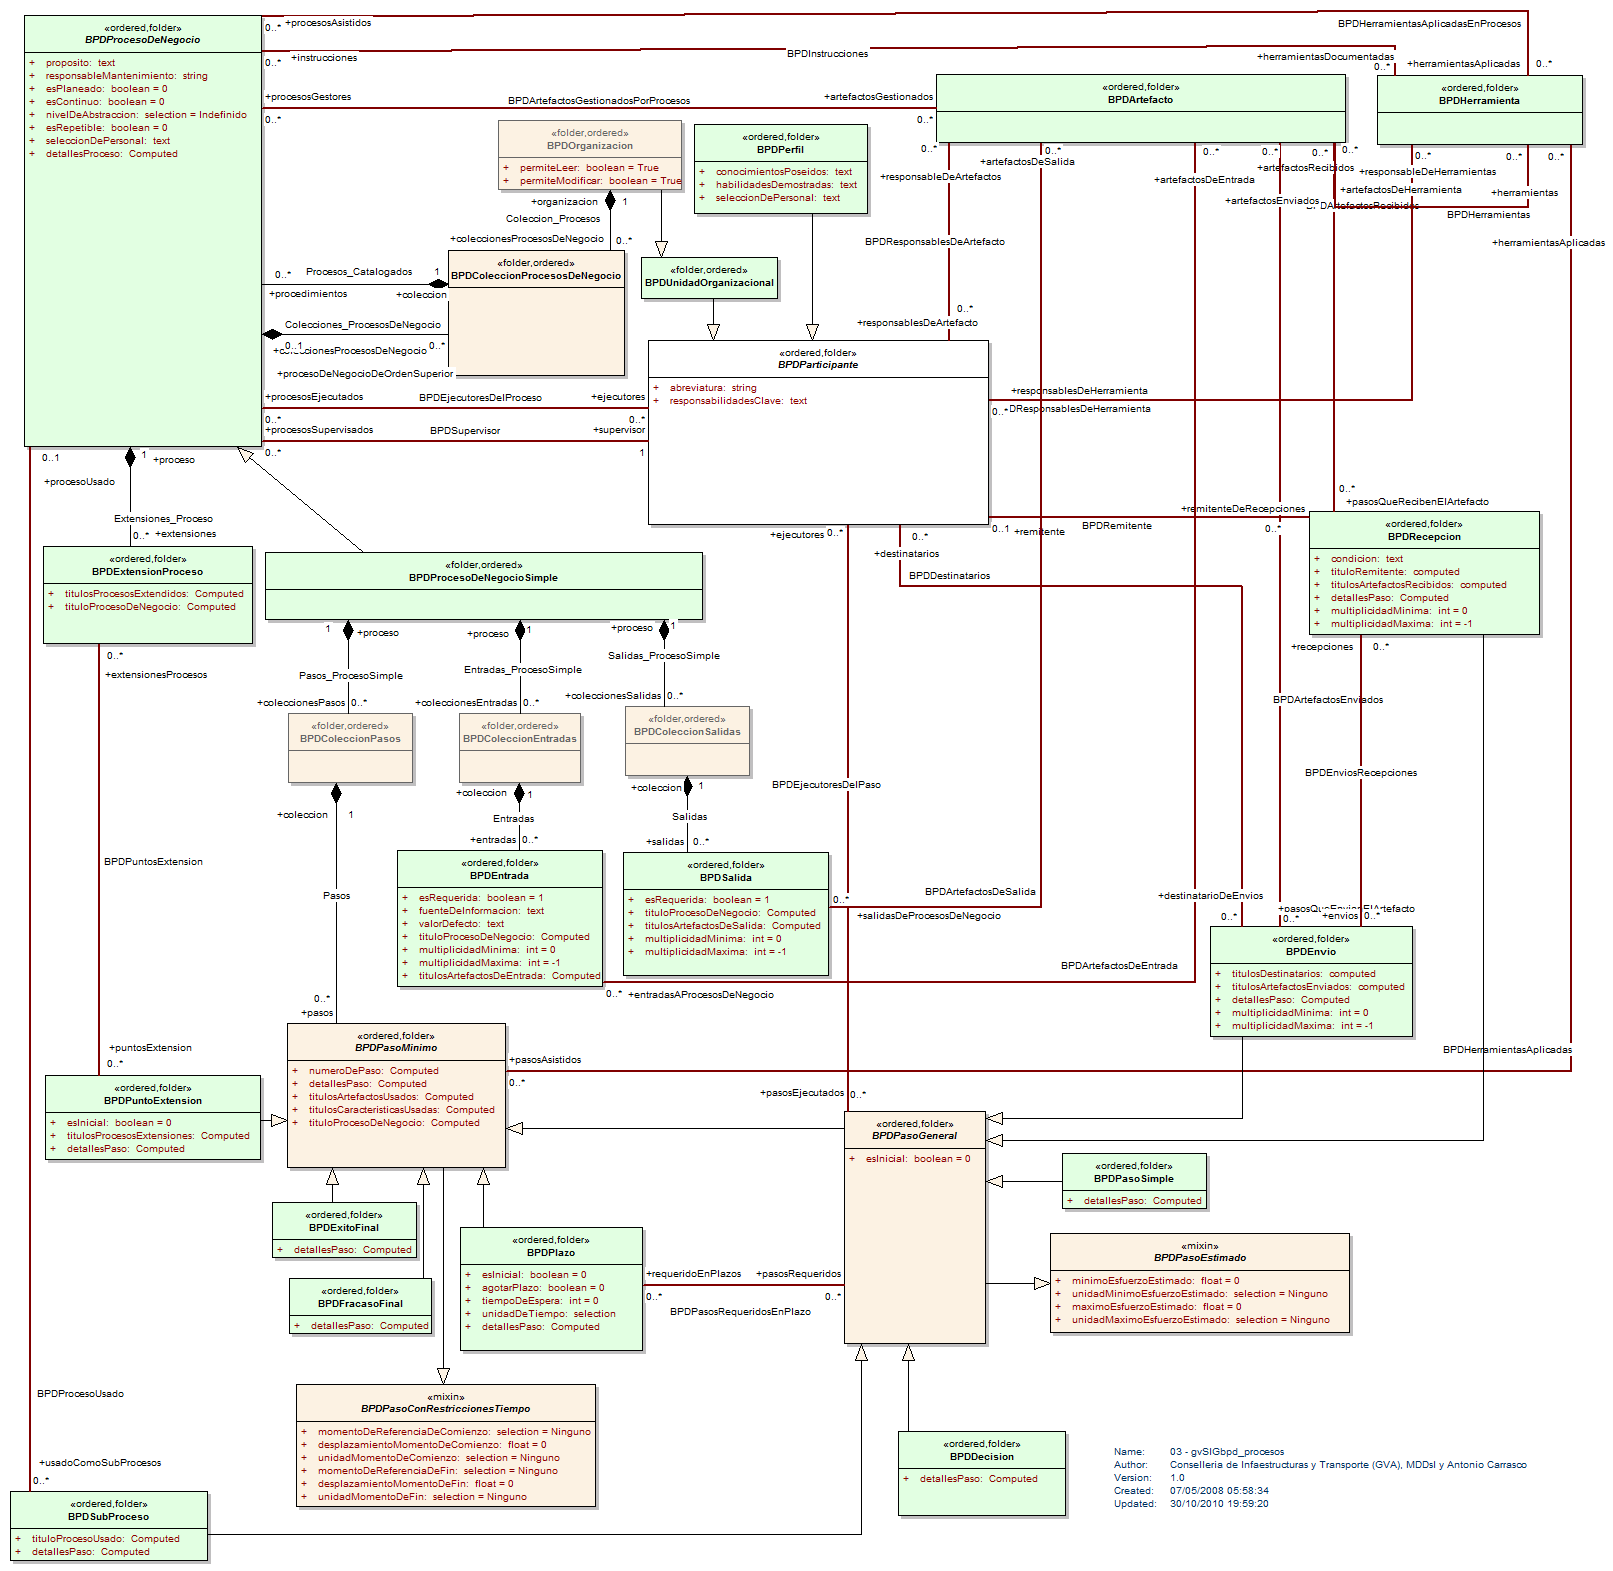 «ordered,folder»
BPDProcesoDeNegocio
+ proposito: text
+ responsableMantenimiento: string
+ esPlaneado: boolean = 0
+ esContinuo: boolean = 0
+ nivelDeAbstraccion: selection = Indefinido
+ esRepetible: boolean = 0
+ seleccionDePersonal: text
+ detallesProceso: Computed
0..*
+procesosAsistidos
BPDHerramientasAplicadasEnProcesos
+herramientasAplicadas
0..*
0..*
+instrucciones
BPDInstrucciones
+herramientasDocumentadas
0..*
+procesosGestores
0..*
BPDArtefactosGestionadosPorProcesos
+artefactosGestionados
0..*
«ordered,folder»
BPDArtefacto
«ordered,folder»
BPDHerramienta
«folder,ordered»
BPDOrganizacion
+ permiteLeer: boolean = True
+ permiteModificar: boolean = True
«ordered,folder»
BPDPerfil
+ conocimientosPoseidos: text
+ habilidadesDemostradas: text
+ seleccionDePersonal: text
0..*
+responsableDeArtefactos
BPDResponsablesDeArtefacto
0..*
+responsablesDeArtefacto
0..*
+artefactosDeSalida
0..*
+artefactosDeEntrada
0..*
+artefactosEnviados
0..*
+artefactosRecibidos
0..*
0..*
+responsableDeHerramientas
+artefactosDeHerramienta
0..*
+herramientas
BPDHerramientas
0..*
+herramientasAplicadas
+organizacion
1
Coleccion_Procesos
+coleccionesProcesosDeNegocio
0..*
«folder,ordered»
BPDColeccionProcesosDeNegocio
«folder,ordered»
BPDUnidadOrganizacional
0..*
Procesos_Catalogados
1
+procedimientos
+coleccion
Colecciones_ProcesosDeNegocio
0..1
0..*
+procesoDeNegocioDeOrdenSuperior
«ordered,folder»
BPDParticipante
+ abreviatura: string
+ responsabilidadesClave: text
+procesosEjecutados
BPDEjecutoresDelProceso
+ejecutores
0..*
0..*
+procesosSupervisados
BPDSupervisor
+supervisor
0..*
1
+responsablesDeHerramienta
0..*
DResponsablesDeHerramienta
0..1
+procesoUsado
1
+proceso
Extensiones_Proceso
0..*
+extensiones
+ejecutores
0..*
0..*
+destinatarios
BPDDestinatarios
0..1
+remitente
BPDRemitente
+remitenteDeRecepciones
0..*
0..*
+pasosQueRecibenElArtefacto
«ordered,folder»
BPDRecepcion
+ condicion: text
+ tituloRemitente: computed
+ titulosArtefactosRecibidos: computed
+ detallesPaso: Computed
+ multiplicidadMinima: int = 0
+ multiplicidadMaxima: int = -1
«ordered,folder»
BPDExtensionProceso
+ titulosProcesosExtendidos: Computed
+ tituloProcesoDeNegocio: Computed
«folder,ordered»
BPDProcesoDeNegocioSimple
1
+proceso
+proceso
1
+proceso
1
0..*
+extensionesProcesos
Pasos_ProcesoSimple
Entradas_ProcesoSimple
Salidas_ProcesoSimple
+coleccionesPasos
0..*
+coleccionesEntradas
0..*
+coleccionesSalidas
0..*
«folder,ordered»
BPDColeccionPasos
«folder,ordered»
BPDColeccionEntradas
«folder,ordered»
BPDColeccionSalidas
+recepciones
0..*
BPDArtefactosEnviados
BPDEnviosRecepciones
BPDEjecutoresDelPaso
+coleccion
1
+coleccion
1
+coleccion
1
Entradas
Salidas
+entradas
0..*
+salidas
0..*
BPDPuntosExtension
Pasos
«ordered,folder»
BPDEntrada
+ esRequerida: boolean = 1
+ fuenteDeInformacion: text
+ valorDefecto: text
+ tituloProcesoDeNegocio: Computed
+ multiplicidadMinima: int = 0
+ multiplicidadMaxima: int = -1
+ titulosArtefactosDeEntrada: Computed
«ordered,folder»
BPDSalida
+ esRequerida: boolean = 1
+ tituloProcesoDeNegocio: Computed
+ titulosArtefactosDeSalida: Computed
+ multiplicidadMinima: int = 0
+ multiplicidadMaxima: int = -1
0..*
+salidasDeProcesosDeNegocio
BPDArtefactosDeSalida
0..*
+entradasAProcesosDeNegocio
BPDArtefactosDeEntrada
+destinatarioDeEnvios
0..*
0..*
+envios
0..*
«ordered,folder»
BPDEnvio
+ titulosDestinatarios: computed
+ titulosArtefactosEnviados: computed
+ detallesPaso: Computed
+ multiplicidadMinima: int = 0
+ multiplicidadMaxima: int = -1
BPDHerramientasAplicadas
0..*
+pasos
«ordered,folder»
BPDPasoMinimo
+ numeroDePaso: Computed
+ detallesPaso: Computed
+ titulosArtefactosUsados: Computed
+ titulosCaracteristicasUsadas: Computed
+ tituloProcesoDeNegocio: Computed
+pasosAsistidos
0..*
+puntosExtension
0..*
«ordered,folder»
BPDPuntoExtension
+ esInicial: boolean = 0
+ titulosProcesosExtensiones: Computed
+ detallesPaso: Computed
+pasosEjecutados
0..*
«ordered,folder»
BPDPasoGeneral
+ esInicial: boolean = 0
«ordered,folder»
BPDPasoSimple
+ detallesPaso: Computed
«ordered,folder»
BPDExitoFinal
+ detallesPaso: Computed
«ordered,folder»
BPDFracasoFinal
+ detallesPaso: Computed
«ordered,folder»
BPDPlazo
+ esInicial: boolean = 0
+ agotarPlazo: boolean = 0
+ tiempoDeEspera: int = 0
+ unidadDeTiempo: selection
+ detallesPaso: Computed
+requeridoEnPlazos
+pasosRequeridos
0..*
0..*
BPDPasosRequeridosEnPlazo
«mixin»
BPDPasoEstimado
+ minimoEsfuerzoEstimado: float = 0
+ unidadMinimoEsfuerzoEstimado: selection = Ninguno
+ maximoEsfuerzoEstimado: float = 0
+ unidadMaximoEsfuerzoEstimado: selection = Ninguno
BPDProcesoUsado
«mixin»
BPDPasoConRestriccionesTiempo
+ momentoDeReferenciaDeComienzo: selection = Ninguno
+ desplazamientoMomentoDeComienzo: float = 0
+ unidadMomentoDeComienzo: selection = Ninguno
+ momentoDeReferenciaDeFin: selection = Ninguno
+ desplazamientoMomentoDeFin: float = 0
+ unidadMomentoDeFin: selection = Ninguno
«ordered,folder»
BPDDecision
+ detallesPaso: Computed
+usadoComoSubProcesos
0..*
«ordered,folder»
BPDSubProceso
+ tituloProcesoUsado: Computed
+ detallesPaso: Computed
Name: 03 - gvSIGbpd_procesos
Author: Conselleria de Infaestructuras y Transporte (GVA), MDDsl y Antonio Carrasco
Version: 1.0
Created: 07/05/2008 05:58:34
Updated: 30/10/2010 19:59:20